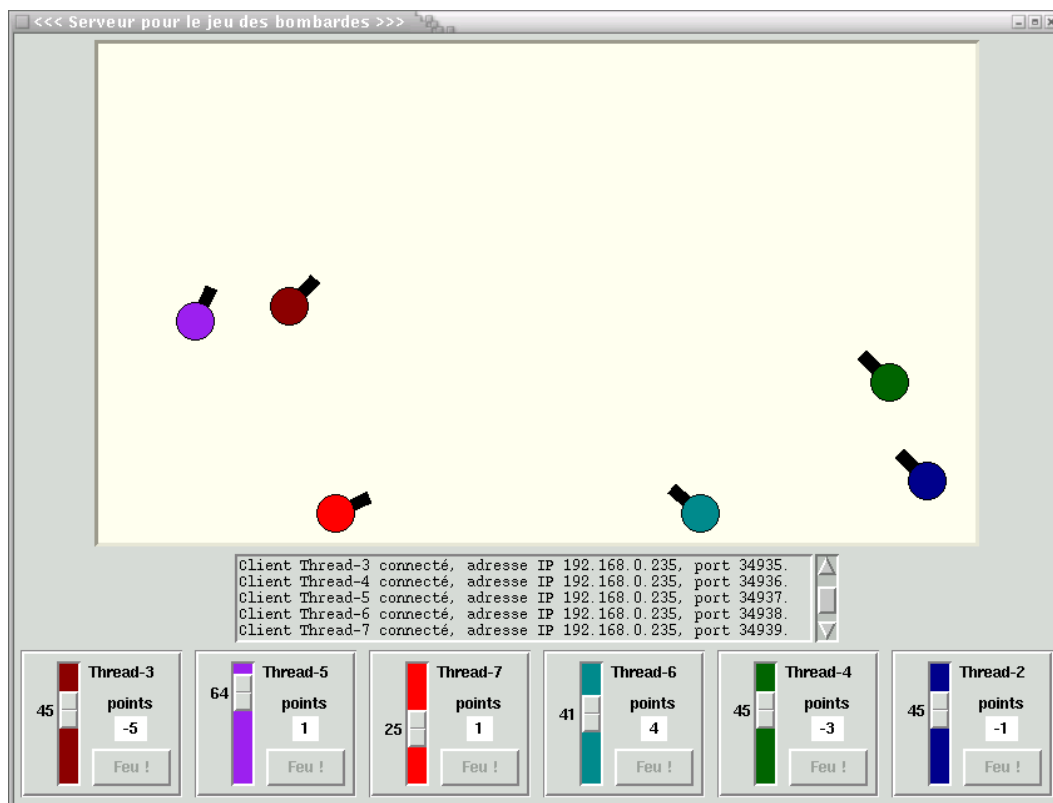 <<< Serveur pour le jeu des bombardes >>>
Client Thread-3 connecté, adresse IP 192.168.0.235, port 34935.
Client Thread-4 connecté, adresse IP 192.168.0.235, port 34936.
Client Thread-5 connecté, adresse IP 192.168.0.235, port 34937.
Client Thread-6 connecté, adresse IP 192.168.0.235, port 34938.
Client Thread-7 connecté, adresse IP 192.168.0.235, port 34939.
Thread-3
points
45
-5
Feu !
Thread-5
64
points
1
Feu !
Thread-7
points
25
1
Feu !
Thread-6
points
41
4
Feu !
Thread-4
points
45
-3
Feu !
Thread-2
points
45
-1
Feu !